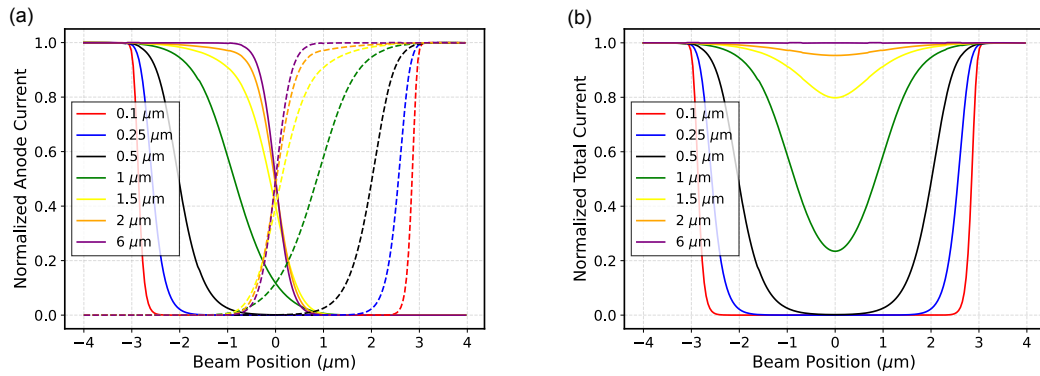 (a)
Normalized Anode Current
1.0
0.8
0.6
0.4
0.2
0.0
0.1 μm
0.25 μm
0.5 μm
1 μm
1.5 μm
2 μm
6 μm
−4 −3 −2 −1 0 1 2 3 4
Beam Position (μm)
(b)
Normalized Total Current
1.0
0.8
0.6
0.4
0.2
0.0
0.1 μm
0.25 μm
0.5 μm
1 μm
1.5 μm
2 μm
6 μm
−4 −3 −2 −1 0 1 2 3 4
Beam Position (μm)